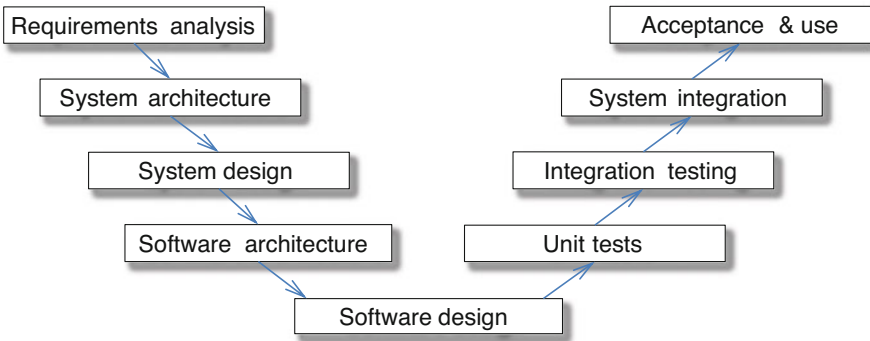 Requirements analysis
Acceptance & use
System architecture
System integration
System design
Integration testing
Software architecture
Unit tests
Software design